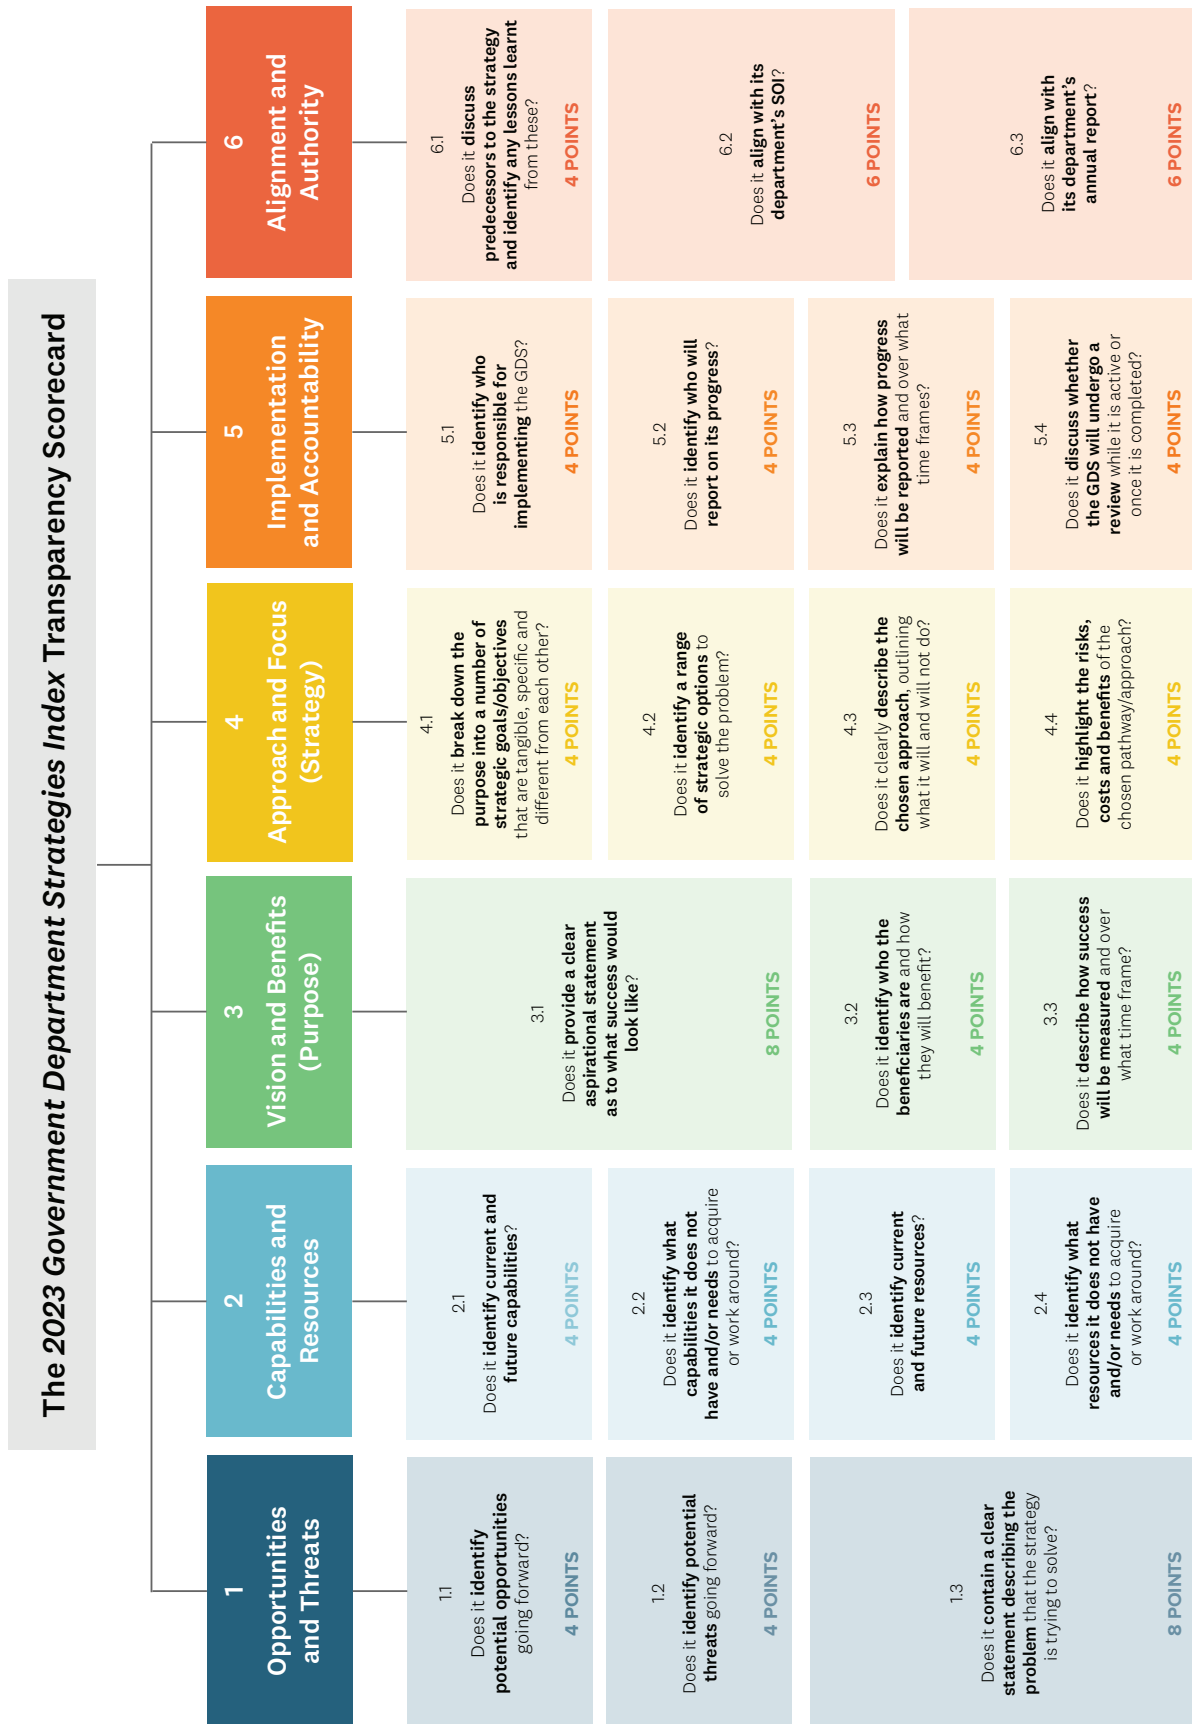 The 2023 Government Department Strategies Index Transparency Scorecard
1
Opportunities
and Threats
1.1
Does it identify
potential opportunities
going forward?
4 POINTS
1.2
Does it identify potential
threats going forward?
4 POINTS
1.3
Does it contain a clear
statement describing the
problem that the strategy
is trying to solve?
8 POINTS
2
Capabilities and
Resources
2.1
Does it identify current and
future capabilities?
4 POINTS
2.2
Does it identify what
capabilities it does not
have and/or needs to acquire
or work around?
4 POINTS
2.3
Does it identify current
and future resources?
4 POINTS
2.4
Does it identify what
resources it does not have
and/or needs to acquire
or work around?
4 POINTS
3
Vision and Benefits
(Purpose)
3.1
Does it provide a clear
aspirational statement
as to what success would
look like?
8 POINTS
3.2
Does it identify who the
beneficiaries are and how
they will benefit?
4 POINTS
3.3
Does it describe how success
will be measured and over
what time frame?
4 POINTS
4
Approach and Focus
(Strategy)
4.1
Does it break down the
purpose into a number of
strategic goals/objectives
that are tangible, specific and
different from each other?
4 POINTS
4.2
Does it identify a range
of strategic options to
solve the problem?
4 POINTS
4.3
Does it clearly describe the
chosen approach, outlining
what it will and will not do?
4 POINTS
4.4
Does it highlight the risks,
costs and benefits of the
chosen pathway/approach?
4 POINTS
5
Implementation
and Accountability
5.1
Does it identify who
is responsible for
implementing the GDS?
4 POINTS
5.2
Does it identify who will
report on its progress?
4 POINTS
5.3
Does it explain how progress
will be reported and over what
time frames?
4 POINTS
5.4
Does it discuss whether
the GDS will undergo a
review while it is active or
once it is completed?
4 POINTS
6
Alignment and
Authority
6.1
Does it discuss
predecessors to the strategy
and identify any lessons learnt
from these?
4 POINTS
6.2
Does it align with its
department's SOI?
6 POINTS
6.3
Does it align with
its department's
annual report?
6 POINTS